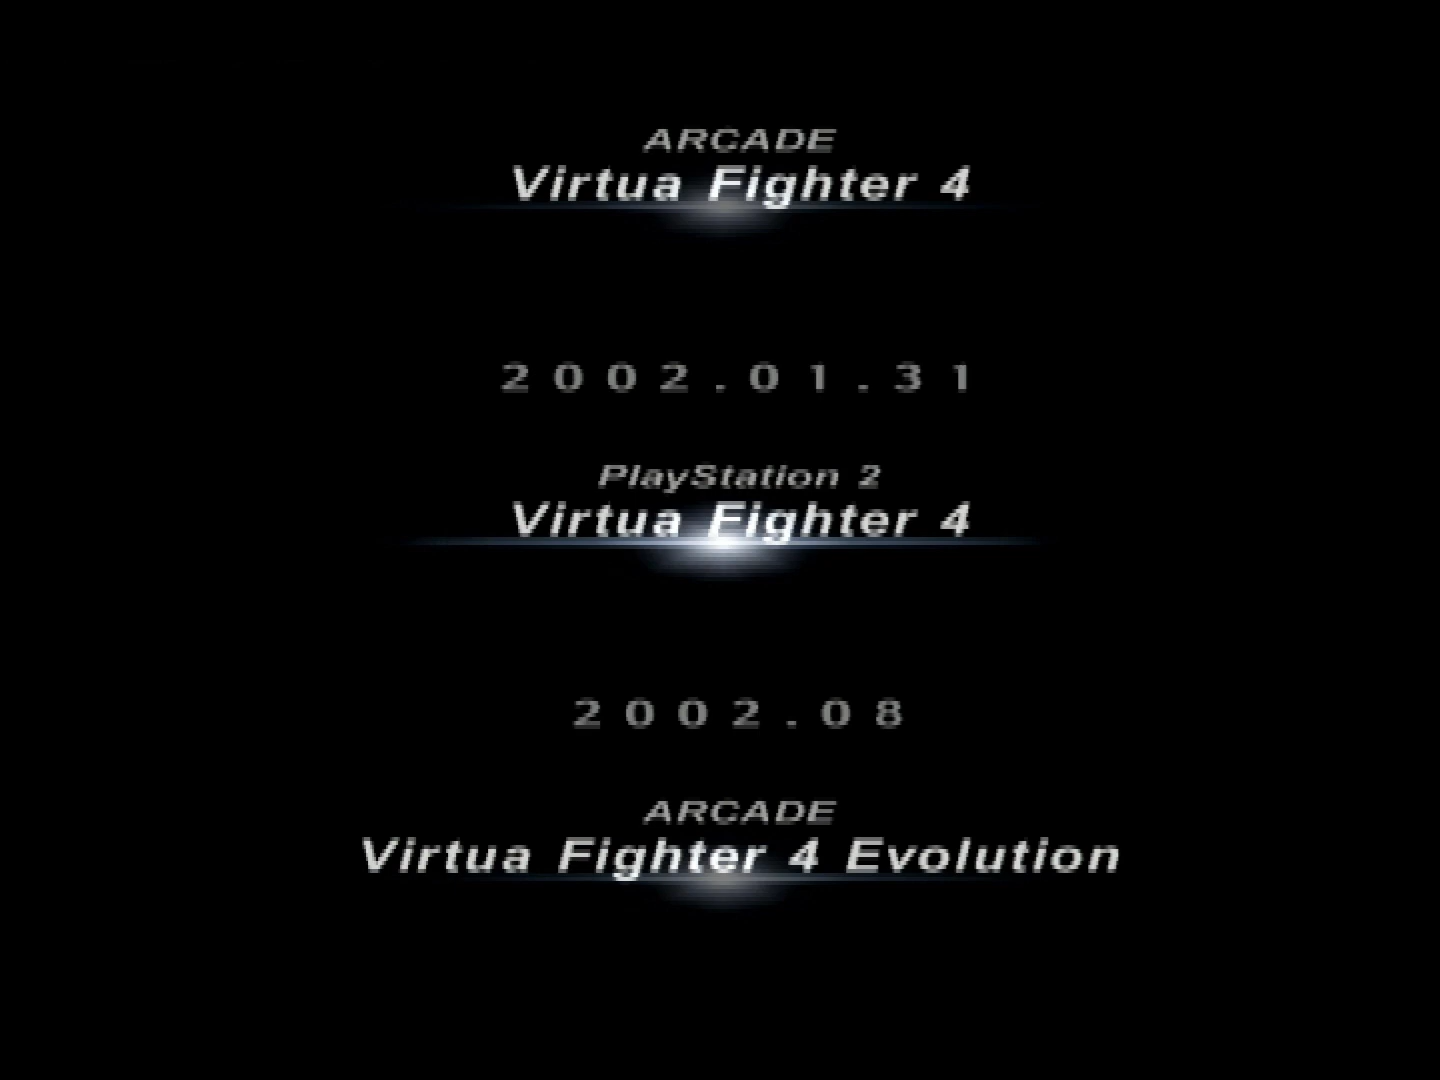 ARCADE
Virtua Fighter 4
2002.01.31
PlayStation 2
Virtua Fighter 4
2002.08
ARCADE
Virtua Fighter 4 Evolution